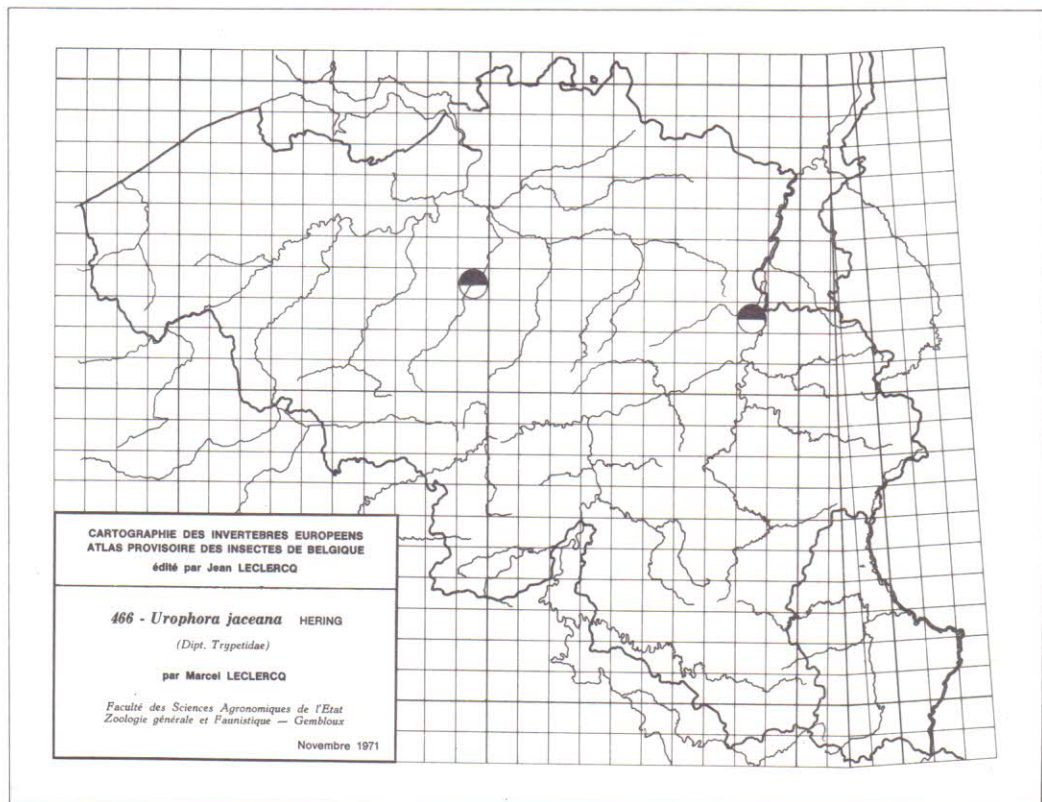 CARTOGRAPHIE DES INVERTEBRES EUROPEENS
ATLAS PROVISOIRE DES INSECTES DE BELGIQUE
édité par Jean LECLERCQ
466 - Urophora jaceana HERING
(Dipt. Trypetidae)
par Marcel LECLERCQ
Faculté des Sciences Agronomiques de l'Etat
Zoologie générale et Faunistique — Gembloux
Novembre 1971